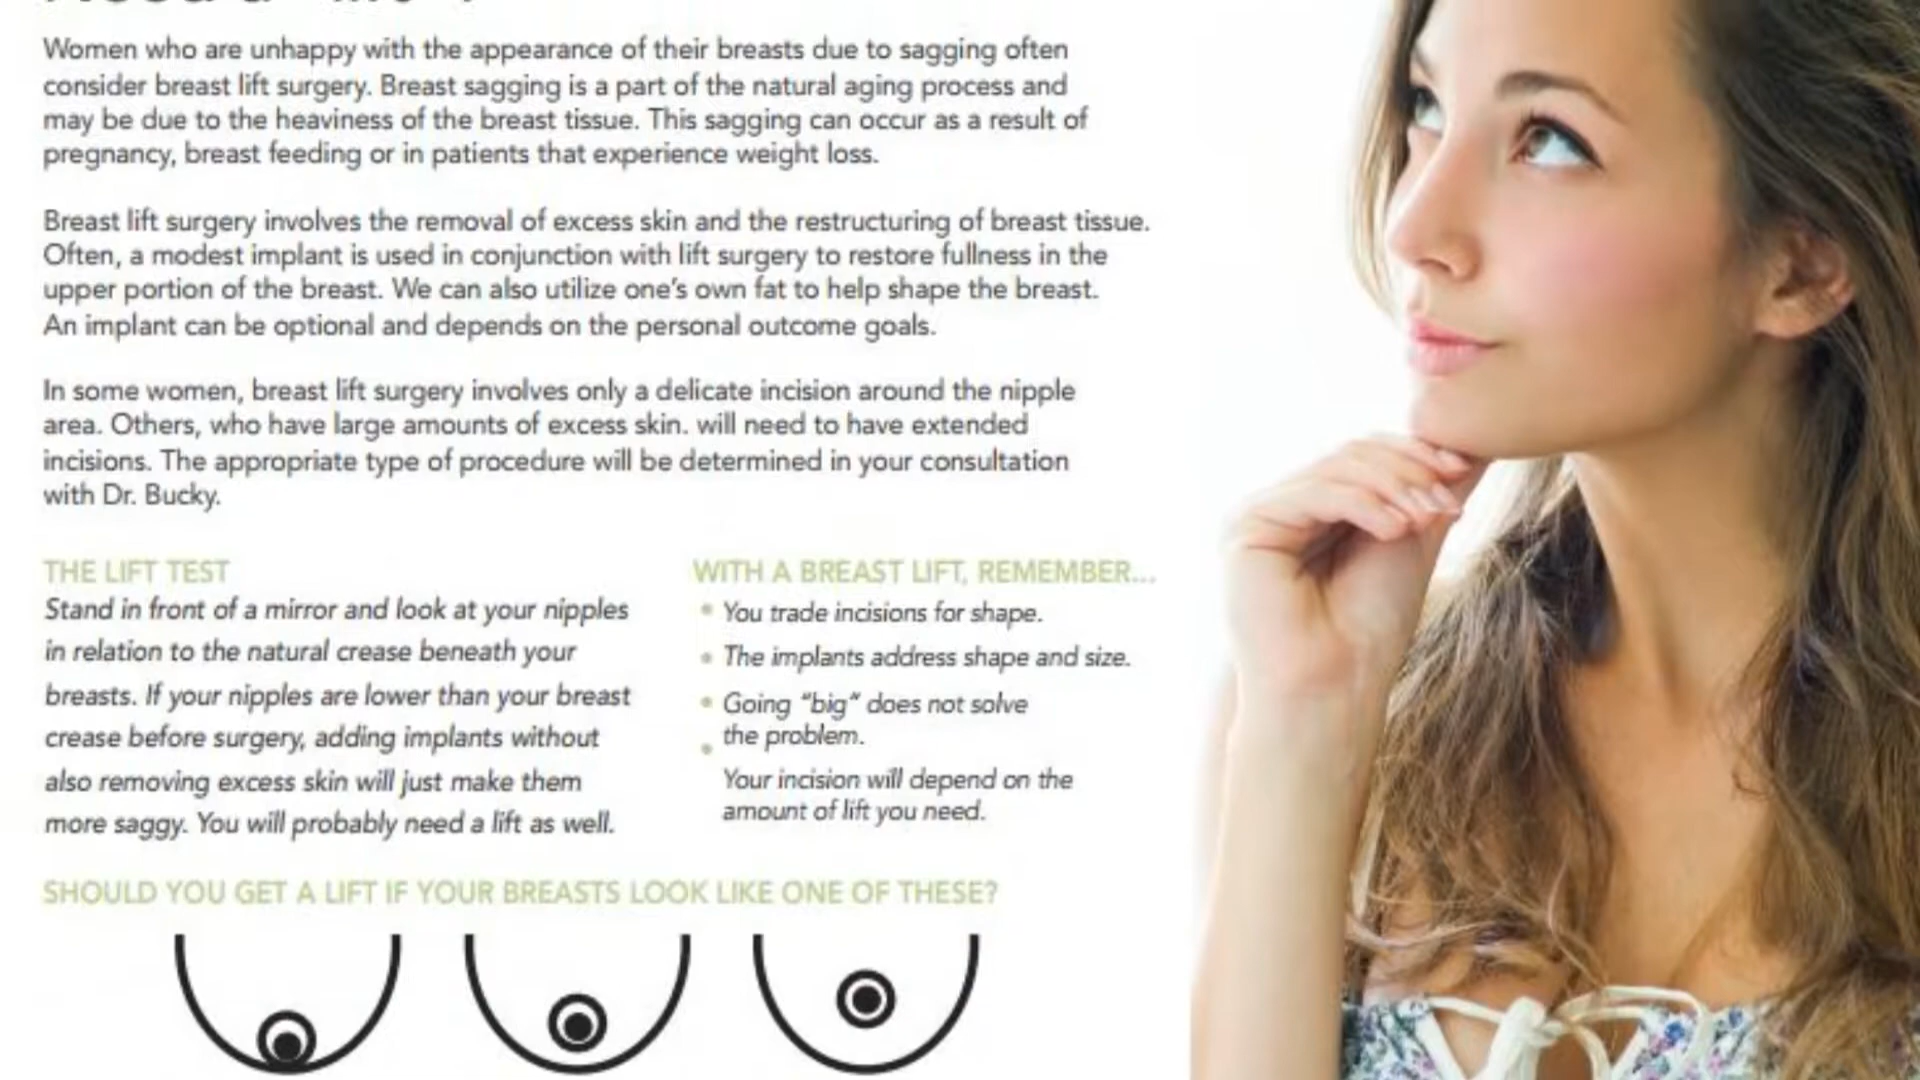 Women who are unhappy with the appearance of their breasts due to sagging often
consider breast lift surgery. Breast sagging is a part of the natural aging process and
may be due to the heaviness of the breast tissue. This sagging can occur as a result of
pregnancy, breast feeding or in patients that experience weight loss.
Breast lift surgery involves the removal of excess skin and the restructuring of breast tissue.
Often, a modest implant is used in conjunction with lift surgery to restore fullness in the
upper portion of the breast. We can also utilize one's own fat to help shape the breast.
An implant can be optional and depends on the personal outcome goals.
In some women, breast lift surgery involves only a delicate incision around the nipple
area. Others, who have large amounts of excess skin. will need to have extended
incisions. The appropriate type of procedure will be determined in your consultation
with Dr. Bucky.
THE LIFT TEST
Stand in front of a mirror and look at your nipples
in relation to the natural crease beneath your
breasts. If your nipples are lower than your breast
crease before surgery, adding implants without
also removing excess skin will just make them
more saggy. You will probably need a lift as well.
WITH A BREAST LIFT, REMEMBER...
• You trade incisions for shape.
• The implants address shape and size.
• Going "big" does not solve
the problem.
• Your incision will depend on the
amount of lift you need.
SHOULD YOU GET A LIFT IF YOUR BREASTS LOOK LIKE ONE OF THESE?